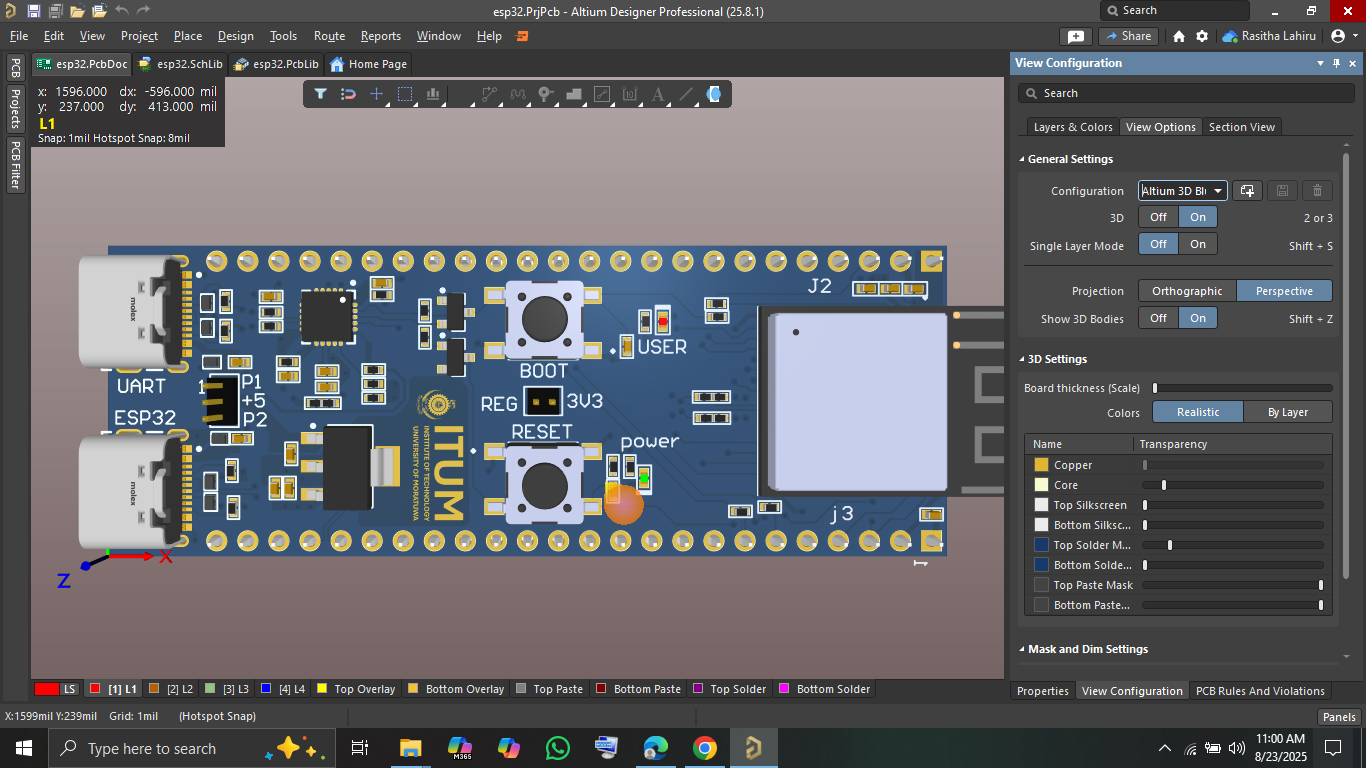 esp32.PrjPcb - Altium Designer Professional (25.8.1)
Search
File Edit View Project Place Design Tools Route Reports Window Help
Share
Rasitha Lahiru
esp32.PcbDoc esp32.SchLib esp32.PcbLib Home Page
PCB
Projects
PCB Filter
x: 1596.000 dx: -596.000 mil
y: 237.000 dy: 413.000 mil
L1
Snap: 1mil Hotspot Snap: 8mil
molex
UART
ESP32
molex
1
P1
+5
P2
BOOT
REG
3V3
RESET
ITUM
INSTITUTE OF TECHNOLOGY
UNIVERSITY OF MORATUWA
USER
power
J2
j3
1
X
Z
View Configuration
Search
Layers & Colors View Options Section View
General Settings
Configuration Altium 3D Bl
3D Off On 2 or 3
Single Layer Mode Off On Shift + S
Projection Orthographic Perspective
Show 3D Bodies Off On Shift + Z
3D Settings
Board thickness (Scale)
Colors Realistic By Layer
Name Transparency
Copper
Core
Top Silkscreen
Bottom Silksc...
Top Solder M...
Bottom Solde...
Top Paste Mask
Bottom Paste...
Mask and Dim Settings
LS [1] L1 [2] L2 [3] L3 [4] L4 Top Overlay Bottom Overlay Top Paste Bottom Paste Top Solder Bottom Solder
Properties View Configuration PCB Rules And Violations
X:1599mil Y:239mil Grid: 1mil (Hotspot Snap)
Panels
Type here to search
M365
11:00 AM
8/23/2025